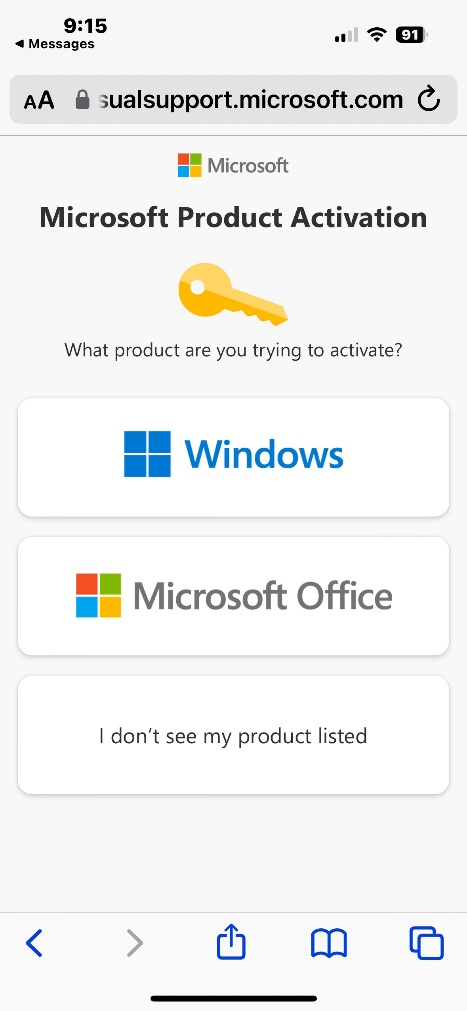 9:15
91
◀ Messages
AA sualsupport.microsoft.com
Microsoft
Microsoft Product Activation
What product are you trying to activate?
Windows
Microsoft Office
I don't see my product listed